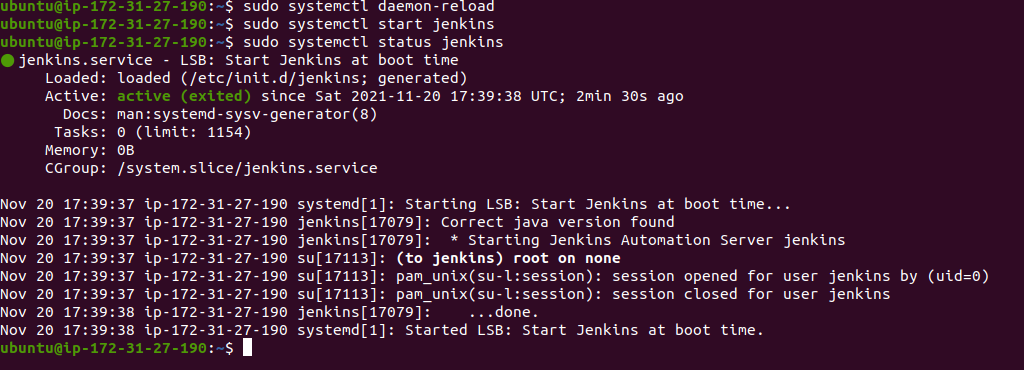 ubuntu@ip-172-31-27-190:~$ sudo systemctl daemon-reload
ubuntu@ip-172-31-27-190:~$ sudo systemctl start jenkins
ubuntu@ip-172-31-27-190:~$ sudo systemctl status jenkins
● jenkins.service - LSB: Start Jenkins at boot time
     Loaded: loaded (/etc/init.d/jenkins; generated)
     Active: active (exited) since Sat 2021-11-20 17:39:38 UTC; 2min 30s ago
       Docs: man:systemd-sysv-generator(8)
      Tasks: 0 (limit: 1154)
     Memory: 0B
     CGroup: /system.slice/jenkins.service

Nov 20 17:39:37 ip-172-31-27-190 systemd[1]: Starting LSB: Start Jenkins at boot time...
Nov 20 17:39:37 ip-172-31-27-190 jenkins[17079]: Correct java version found
Nov 20 17:39:37 ip-172-31-27-190 jenkins[17079]:  * Starting Jenkins Automation Server jenkins
Nov 20 17:39:37 ip-172-31-27-190 su[17113]: (to jenkins) root on none
Nov 20 17:39:37 ip-172-31-27-190 su[17113]: pam_unix(su-l:session): session opened for user jenkins by (uid=0)
Nov 20 17:39:37 ip-172-31-27-190 su[17113]: pam_unix(su-l:session): session closed for user jenkins
Nov 20 17:39:38 ip-172-31-27-190 jenkins[17079]:    ...done.
Nov 20 17:39:38 ip-172-31-27-190 systemd[1]: Started LSB: Start Jenkins at boot time.
ubuntu@ip-172-31-27-190:~$